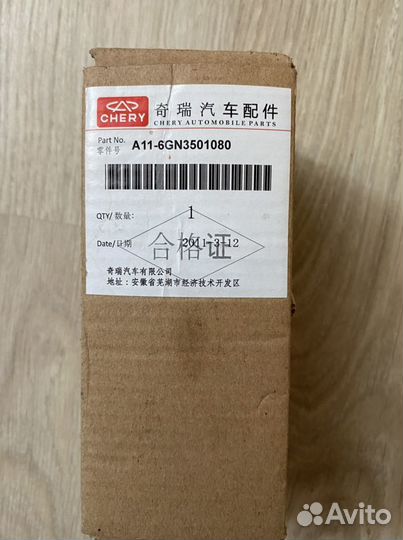 CHERY
奇瑞汽车配件
CHERY AUTOMOBILE PARTS
Part No.
零件号
A11-6GN3501080
QTY/数量: 1
Date/日期 2011-3-12
合格证
奇瑞汽车有限公司
地址: 安徽省芜湖市经济技术开发区
Avito